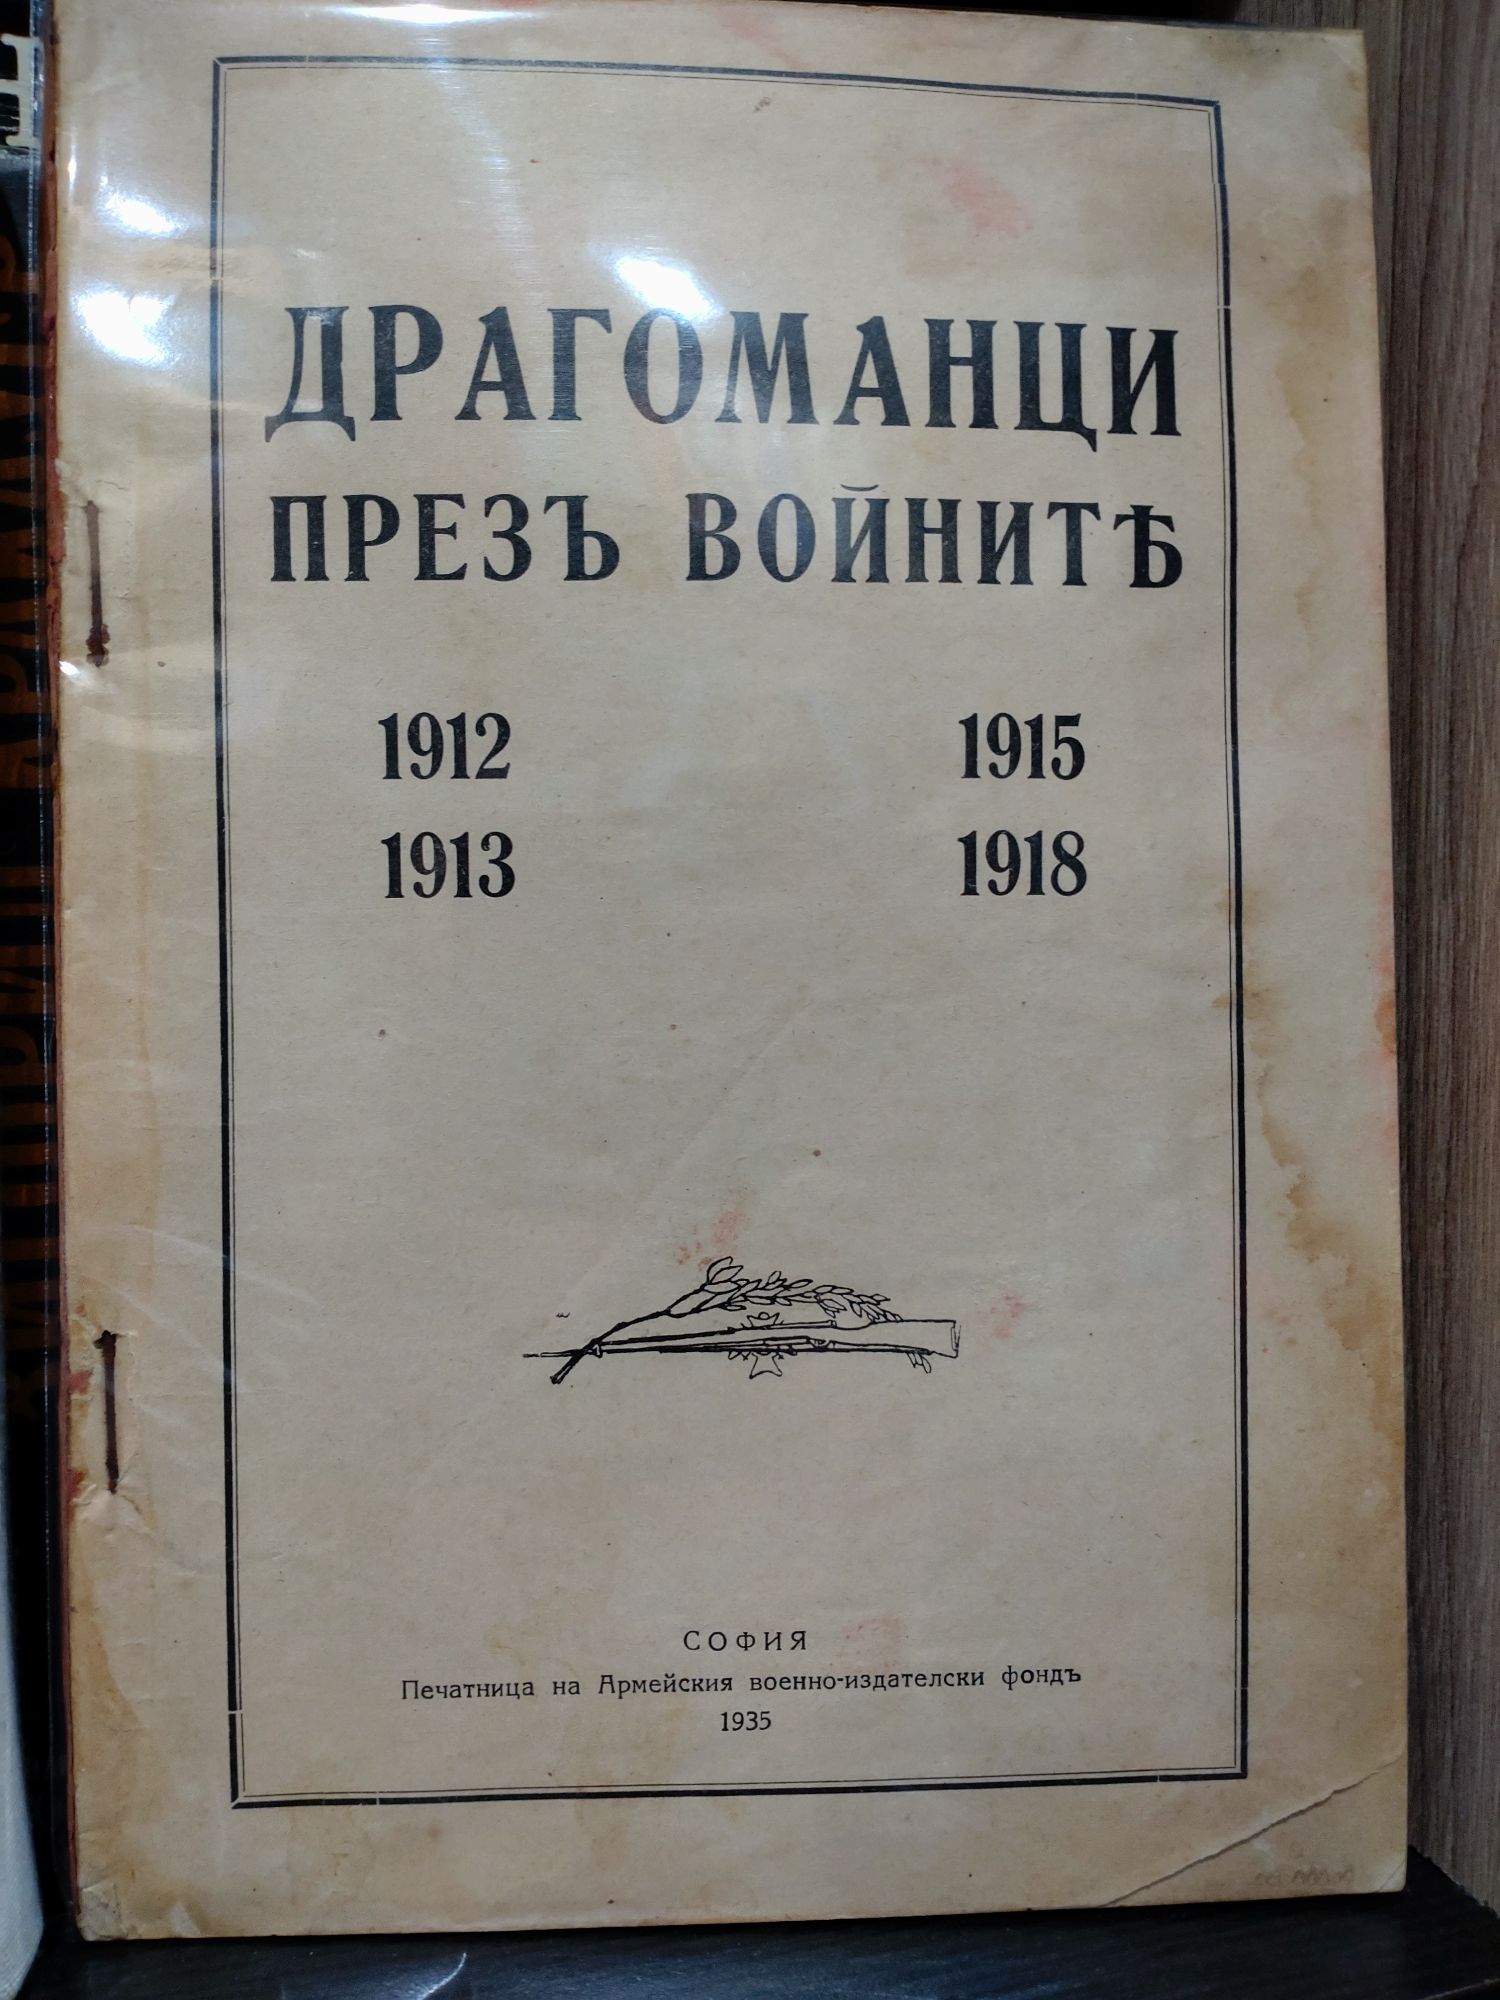 ДРАГОМАНЦИ
ПРЕЗЪ ВОЙНИТѢ
1912 1915
1913 1918
СОФИЯ
Печатница на Армейския военно-издателски фондъ
1935